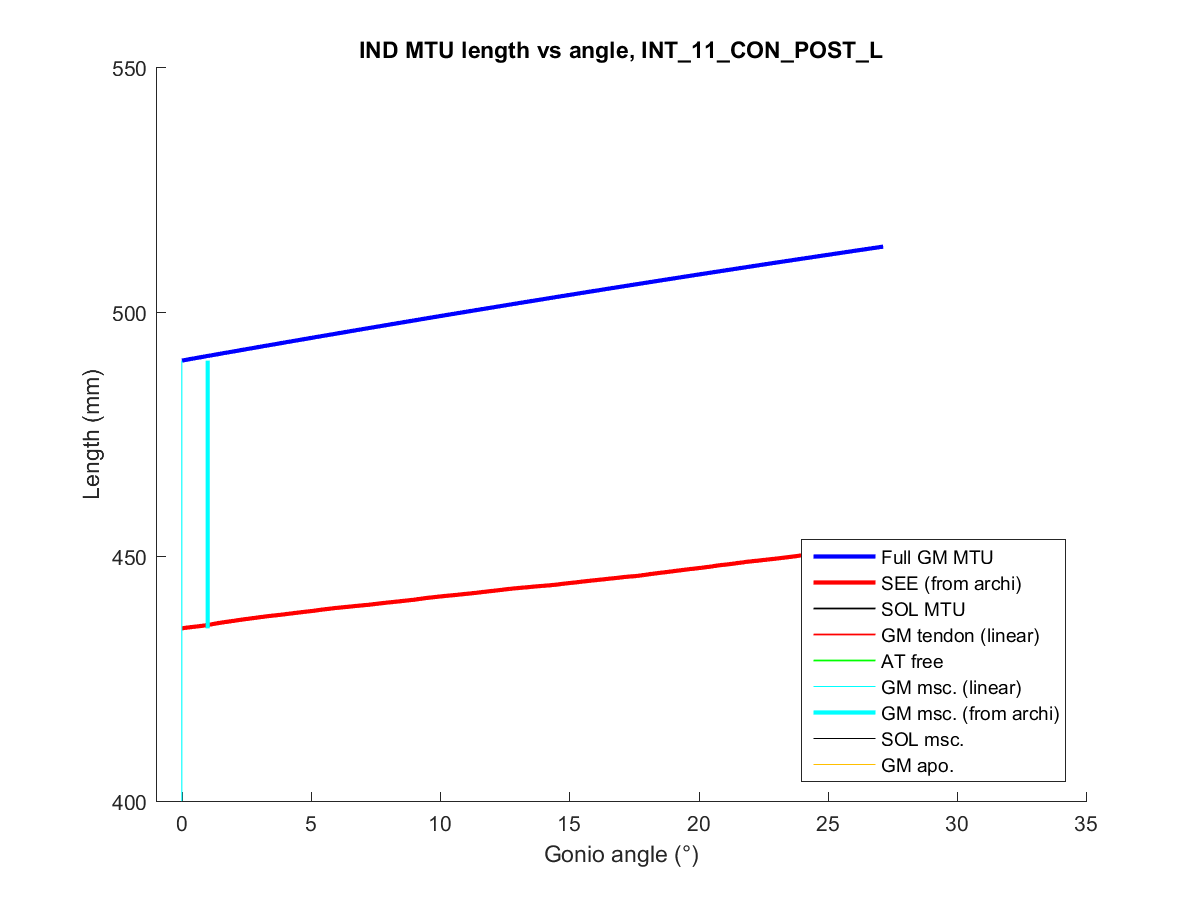 IND MTU length vs angle, INT_11_CON_POST_L
550
500
450
400
Length (mm)
0 5 10 15 20 25 30 35
Gonio angle (°)
Full GM MTU
SEE (from archi)
SOL MTU
GM tendon (linear)
AT free
GM msc. (linear)
GM msc. (from archi)
SOL msc.
GM apo.